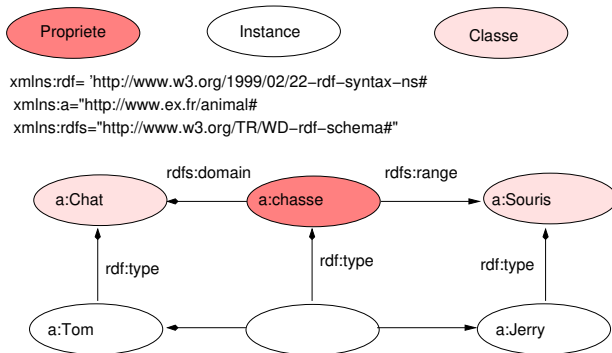 Propriete
Instance
Classe
xmlns:rdf= 'http://www.w3.org/1999/02/22-rdf-syntax-ns#
xmlns:a="http://www.ex.fr/animal#
xmlns:rdfs="http://www.w3.org/TR/WD-rdf-schema#"
rdfs:domain
rdfs:range
a:Chat
a:chasse
a:Souris
rdf:type
rdf:type
rdf:type
a:Tom
a:Jerry